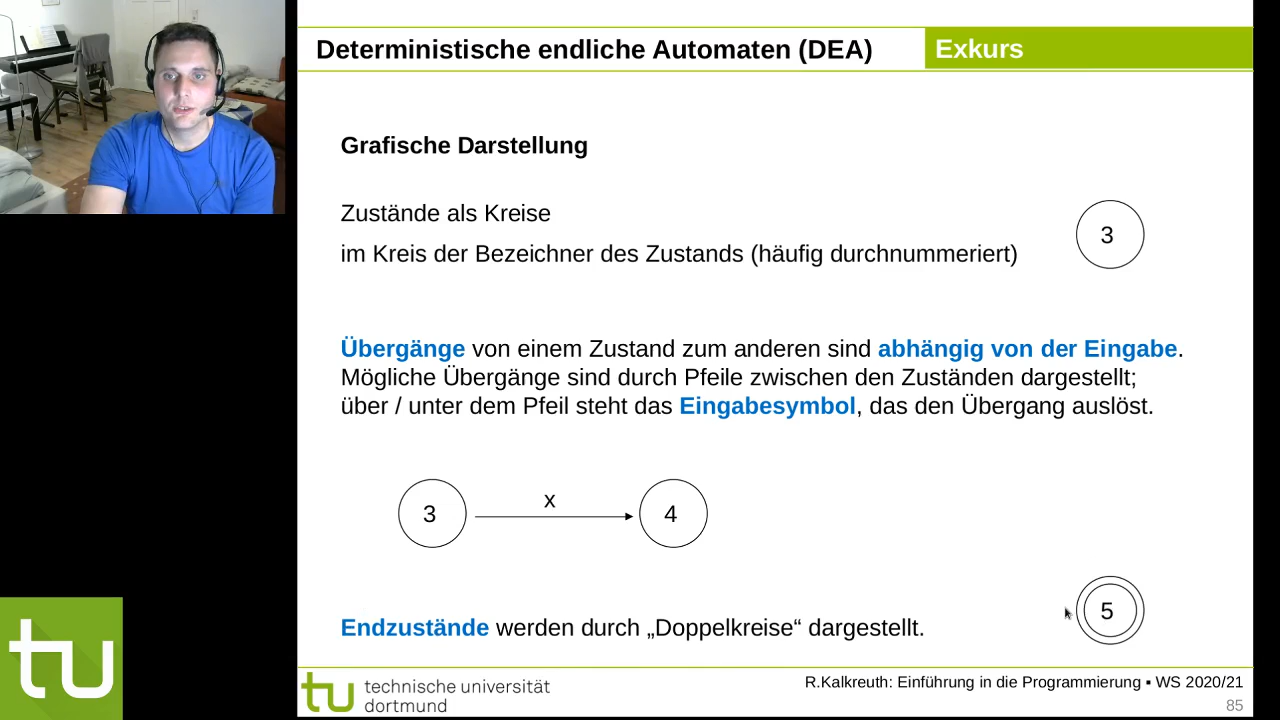 Deterministische endliche Automaten (DEA)
Exkurs
Grafische Darstellung
Zustände als Kreise
im Kreis der Bezeichner des Zustands (häufig durchnummeriert)
3
Übergänge von einem Zustand zum anderen sind abhängig von der Eingabe.
Mögliche Übergänge sind durch Pfeile zwischen den Zuständen dargestellt;
über / unter dem Pfeil steht das Eingabesymbol, das den Übergang auslöst.
3
x
4
5
Endzustände werden durch „Doppelkreise“ dargestellt.
tu
tu
technische universität
dortmund
R.Kalkreuth: Einführung in die Programmierung ▪ WS 2020/21
85